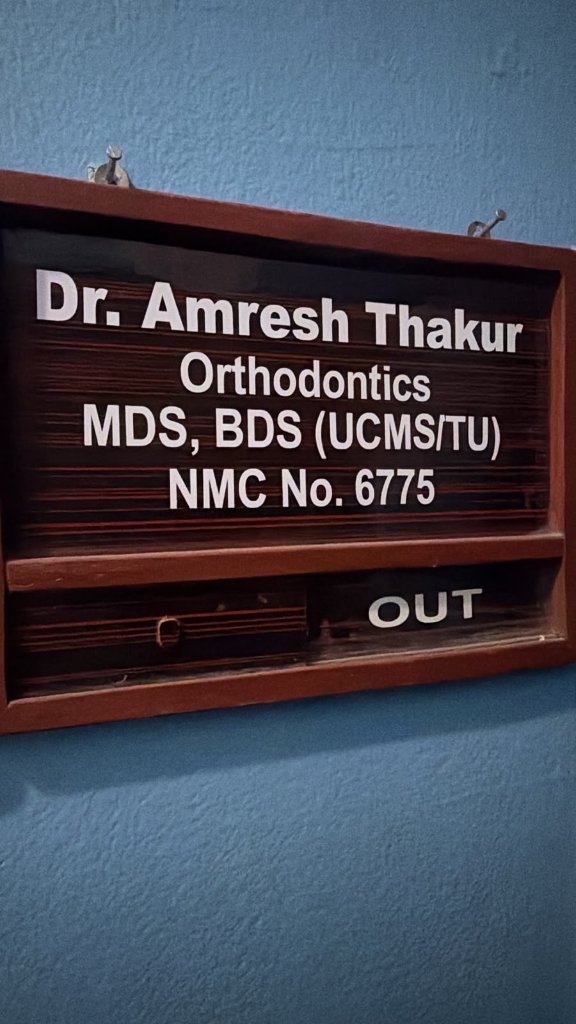 Dr. Amresh Thakur
Orthodontics
MDS, BDS (UCMS/TU)
NMC No. 6775
OUT